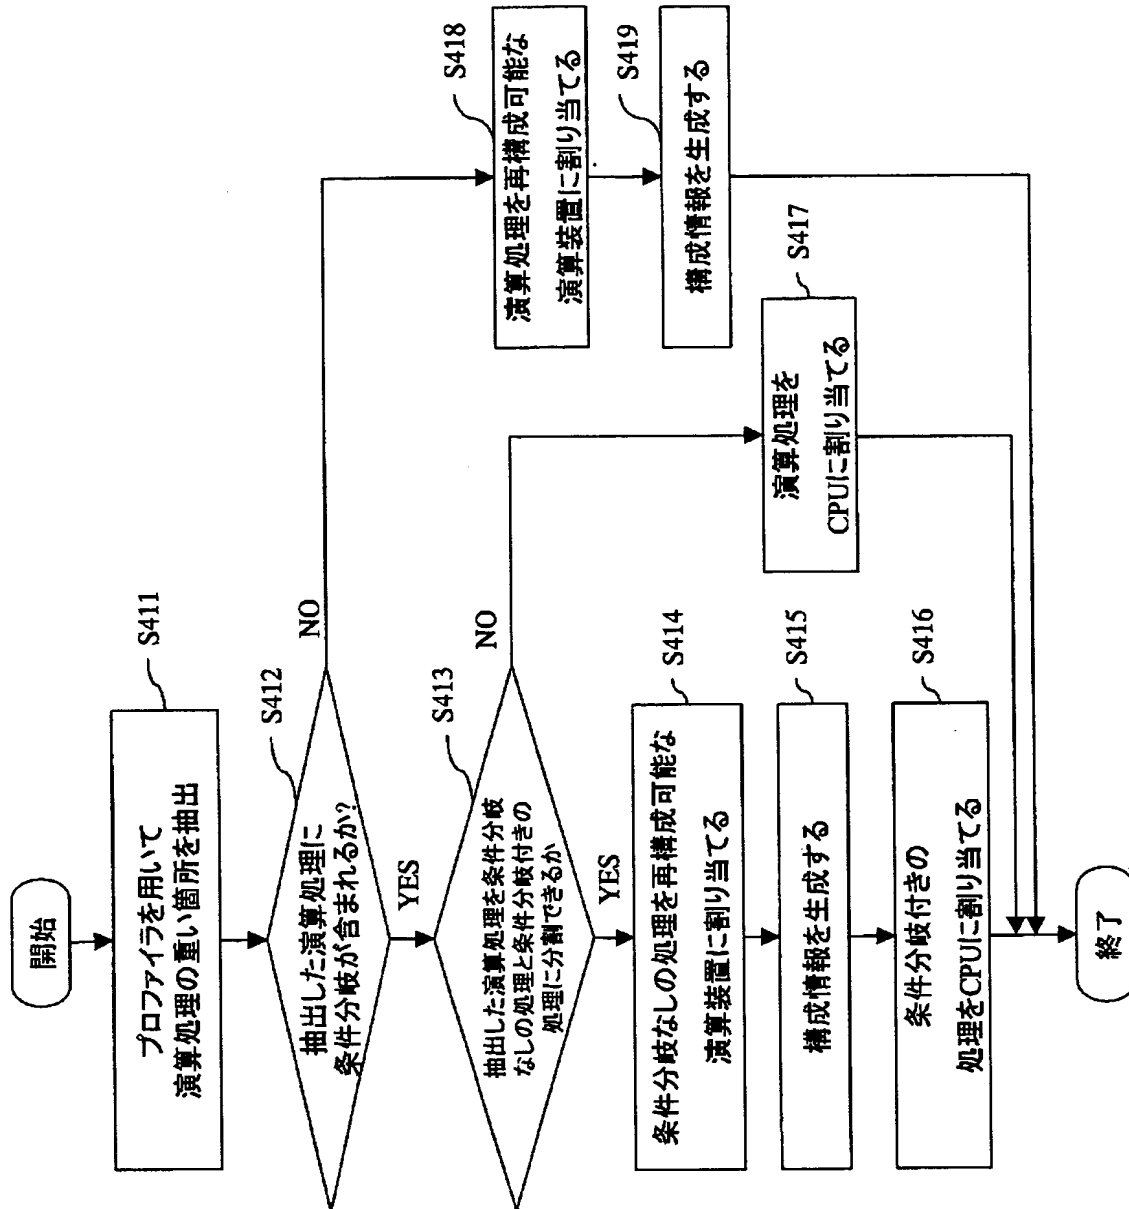 開始
プロファイラを用いて
演算処理の重い箇所を抽出
S411
抽出した演算処理に
条件分岐が含まれるか?
S412
NO
YES
抽出した演算処理を条件分岐
なしの処理と条件分岐付きの
処理に分割できるか
S413
NO
YES
条件分岐なしの処理を再構成可能な
演算装置に割り当てる
S414
構成情報を生成する
S415
条件分岐付きの
処理をCPUに割り当てる
S416
演算処理を
CPUに割り当てる
S417
演算処理を再構成可能な
演算装置に割り当てる
S418
構成情報を生成する
S419
終了